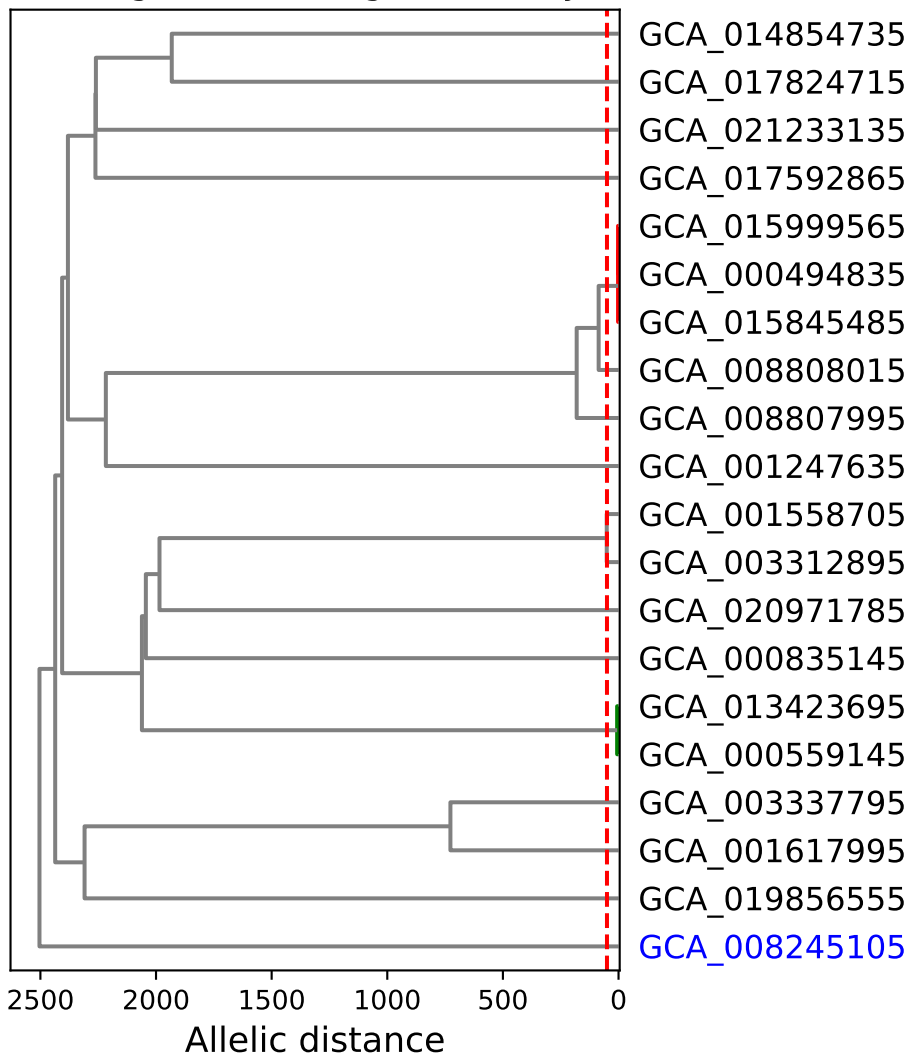 GCA_014854735
GCA_017824715
GCA_021233135
GCA_017592865
GCA_015999565
GCA_000494835
GCA_015845485
GCA_008808015
GCA_008807995
GCA_001247635
GCA_001558705
GCA_003312895
GCA_020971785
GCA_000835145
GCA_013423695
GCA_000559145
GCA_003337795
GCA_001617995
GCA_019856555
GCA_008245105
2500 2000 1500 1000 500 0
Allelic distance